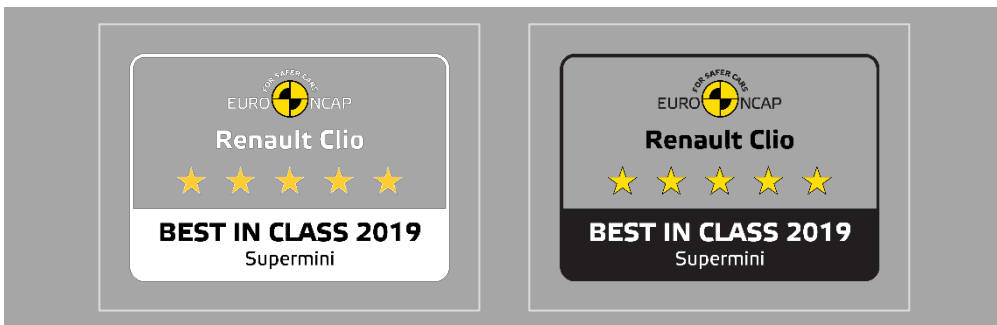 FOR SAFER CARS
EURO NCAP
Renault Clio
BEST IN CLASS 2019
Supermini
FOR SAFER CARS
EURO NCAP
Renault Clio
BEST IN CLASS 2019
Supermini